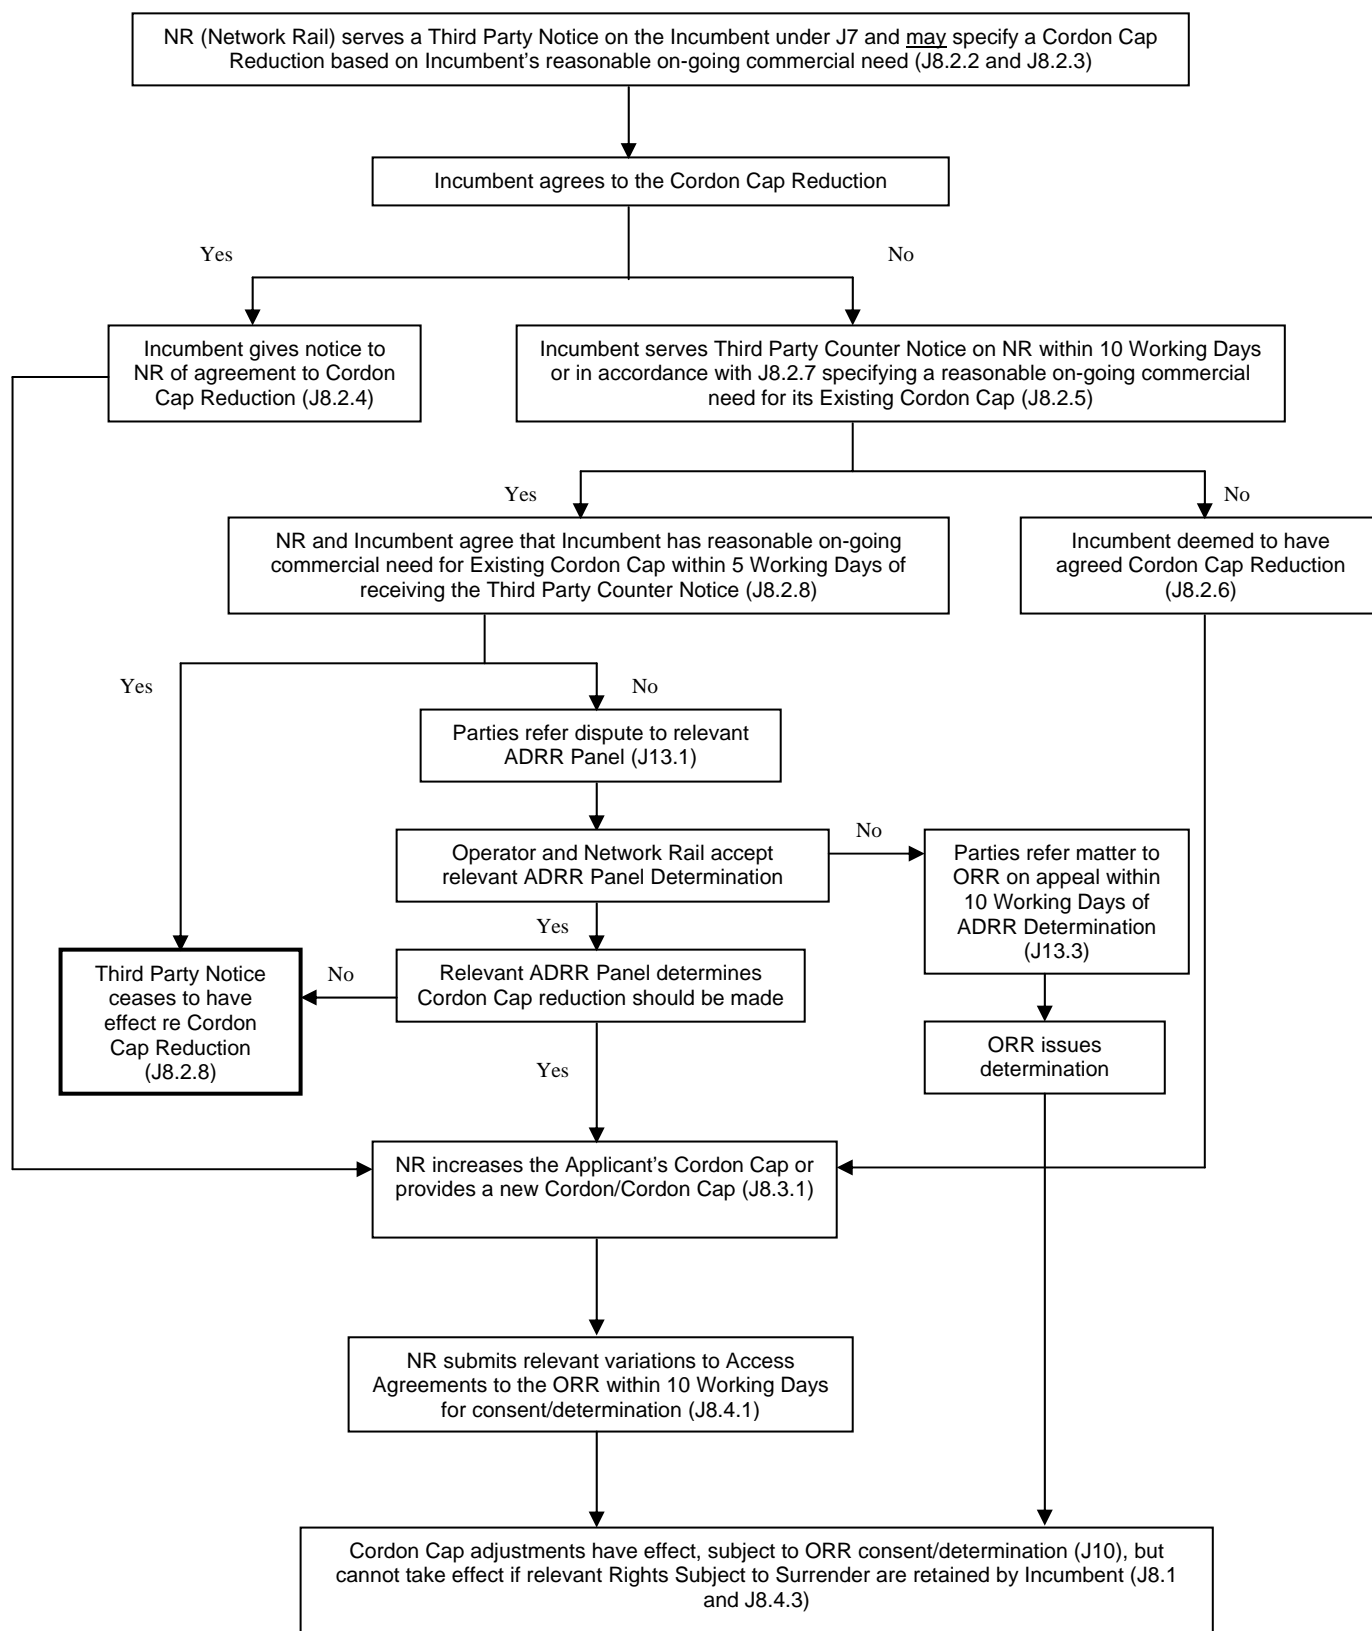 NR (Network Rail) serves a Third Party Notice on the Incumbent under J7 and may specify a Cordon Cap
Reduction based on Incumbent's reasonable on-going commercial need (J8.2.2 and J8.2.3)
Incumbent agrees to the Cordon Cap Reduction
Yes
No
Incumbent gives notice to
NR of agreement to Cordon
Cap Reduction (J8.2.4)
Incumbent serves Third Party Counter Notice on NR within 10 Working Days
or in accordance with J8.2.7 specifying a reasonable on-going commercial
need for its Existing Cordon Cap (J8.2.5)
Yes
No
NR and Incumbent agree that Incumbent has reasonable on-going
commercial need for Existing Cordon Cap within 5 Working Days of
receiving the Third Party Counter Notice (J8.2.8)
Incumbent deemed to have
agreed Cordon Cap Reduction
(J8.2.6)
Yes
No
Parties refer dispute to relevant
ADRR Panel (J13.1)
Operator and Network Rail accept
relevant ADRR Panel Determination
No
Parties refer matter to
ORR on appeal within
10 Working Days of
ADRR Determination
(J13.3)
Yes
Third Party Notice
ceases to have
effect re Cordon
Cap Reduction
(J8.2.8)
No
Relevant ADRR Panel determines
Cordon Cap reduction should be made
ORR issues
determination
Yes
NR increases the Applicant's Cordon Cap or
provides a new Cordon/Cordon Cap (J8.3.1)
NR submits relevant variations to Access
Agreements to the ORR within 10 Working Days
for consent/determination (J8.4.1)
Cordon Cap adjustments have effect, subject to ORR consent/determination (J10), but
cannot take effect if relevant Rights Subject to Surrender are retained by Incumbent (J8.1
and J8.4.3)